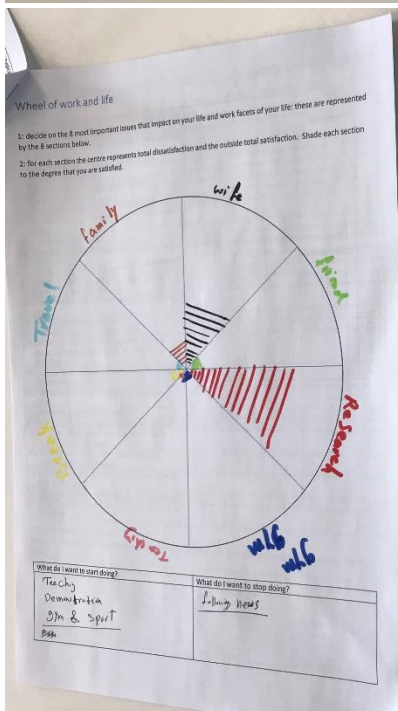 Wheel of work and life
1: decide on the 8 most important issues that impact on your life and work facets of your life: these are represented
by the 8 sections below.
2: for each section the centre represents total dissatisfaction and the outside total satisfaction. Shade each section
to the degree that you are satisfied.
wife
family
friend
Travel
Research
Teachig
gym
gym
What do I want to start doing?
What do I want to stop doing?
Teachig
Demonstration
gym & sport
following news